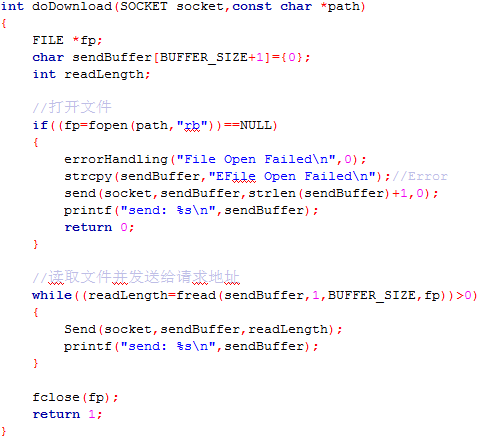 int doDownload(SOCKET socket,const char *path)
{
    FILE *fp;
    char sendBuffer[BUFFER_SIZE+1]={0};
    int readLength;

    //打开文件
    if((fp=fopen(path,"rb"))==NULL)
    {
        errorHandling("File Open Failed\n",0);
        strcpy(sendBuffer,"EFile Open Failed\n");//Error
        send(socket,sendBuffer,strlen(sendBuffer)+1,0);
        printf("send: %s\n",sendBuffer);
        return 0;
    }

    //读取文件并发送给请求地址
    while((readLength=fread(sendBuffer,1,BUFFER_SIZE,fp))>0)
    {
        Send(socket,sendBuffer,readLength);
        printf("send: %s\n",sendBuffer);
    }

    fclose(fp);
    return 1;
}